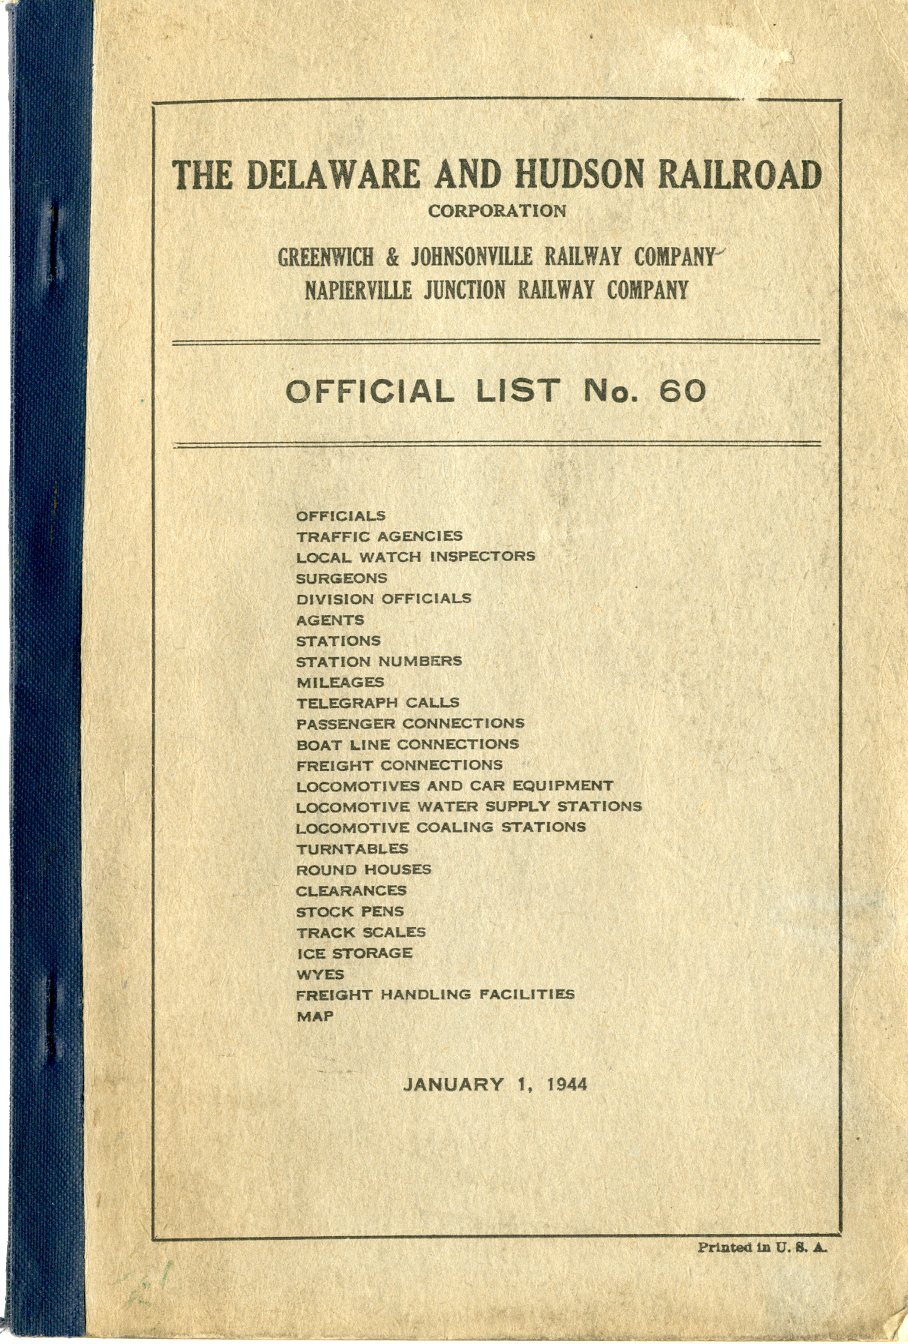 THE DELAWARE AND HUDSON RAILROAD
CORPORATION
GREENWICH & JOHNSONVILLE RAILWAY COMPANY
NAPIERVILLE JUNCTION RAILWAY COMPANY
OFFICIAL LIST No. 60
OFFICIALS
TRAFFIC AGENCIES
LOCAL WATCH INSPECTORS
SURGEONS
DIVISION OFFICIALS
AGENTS
STATIONS
STATION NUMBERS
MILEAGES
TELEGRAPH CALLS
PASSENGER CONNECTIONS
BOAT LINE CONNECTIONS
FREIGHT CONNECTIONS
LOCOMOTIVES AND CAR EQUIPMENT
LOCOMOTIVE WATER SUPPLY STATIONS
LOCOMOTIVE COALING STATIONS
TURNTABLES
ROUND HOUSES
CLEARANCES
STOCK PENS
TRACK SCALES
ICE STORAGE
WYES
FREIGHT HANDLING FACILITIES
MAP
JANUARY 1, 1944
Printed in U. S. A.